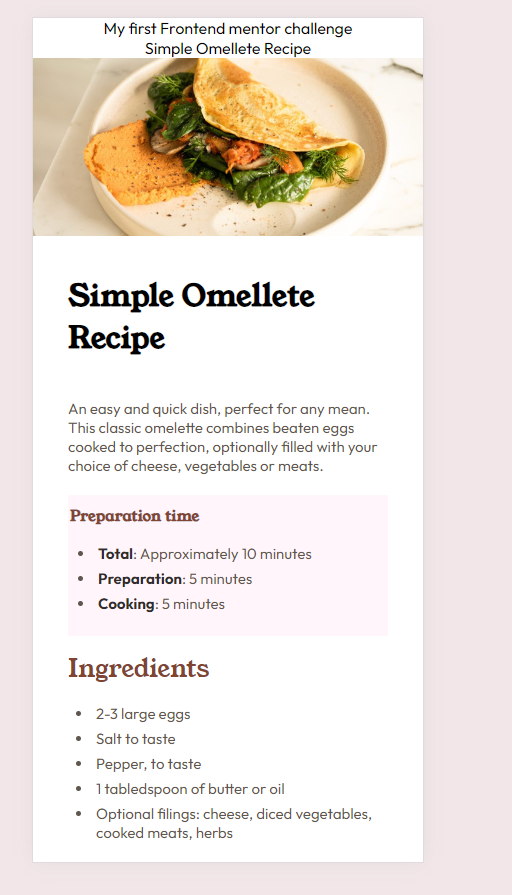 My first Frontend mentor challenge
Simple Omellete Recipe
Simple Omellete
Recipe
An easy and quick dish, perfect for any mean.
This classic omelette combines beaten eggs
cooked to perfection, optionally filled with your
choice of cheese, vegetables or meats.
Preparation time
Total: Approximately 10 minutes
Preparation: 5 minutes
Cooking: 5 minutes
Ingredients
2-3 large eggs
Salt to taste
Pepper, to taste
1 tabledspoon of butter or oil
Optional filings: cheese, diced vegetables,
cooked meats, herbs